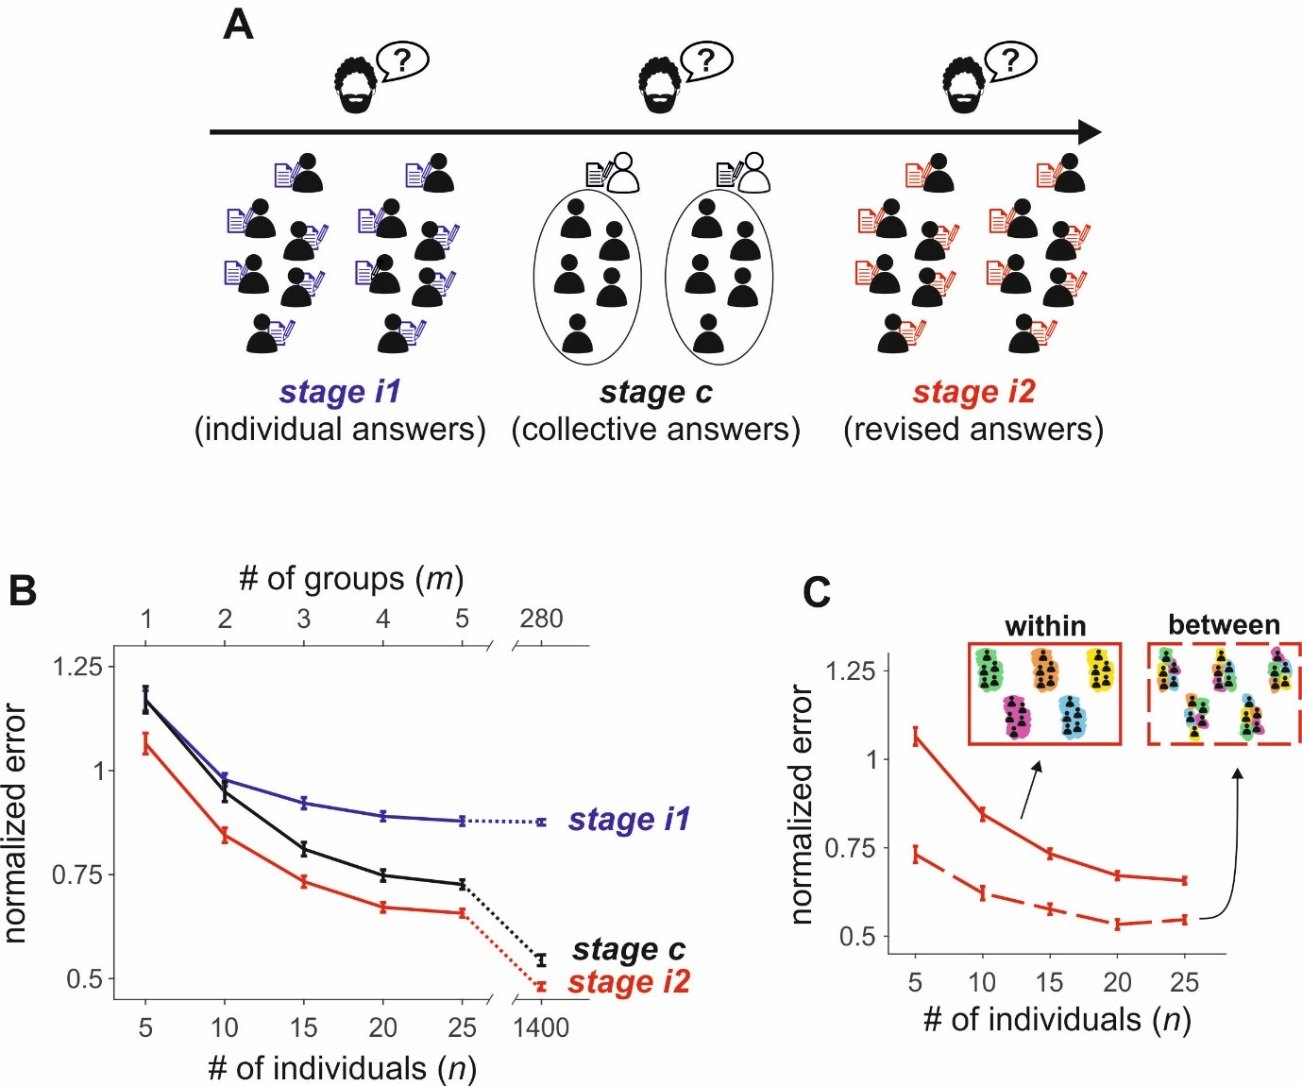 A
? ? ?
stage i1 stage c stage i2
(individual answers) (collective answers) (revised answers)
B
# of groups (m)
1 2 3 4 5 280
normalized error
1.25
1
0.75
0.5
stage i1
stage c
stage i2
5 10 15 20 25 1400
# of individuals (n)
C
within between
normalized error
1.25
1
0.75
0.5
5 10 15 20 25
# of individuals (n)